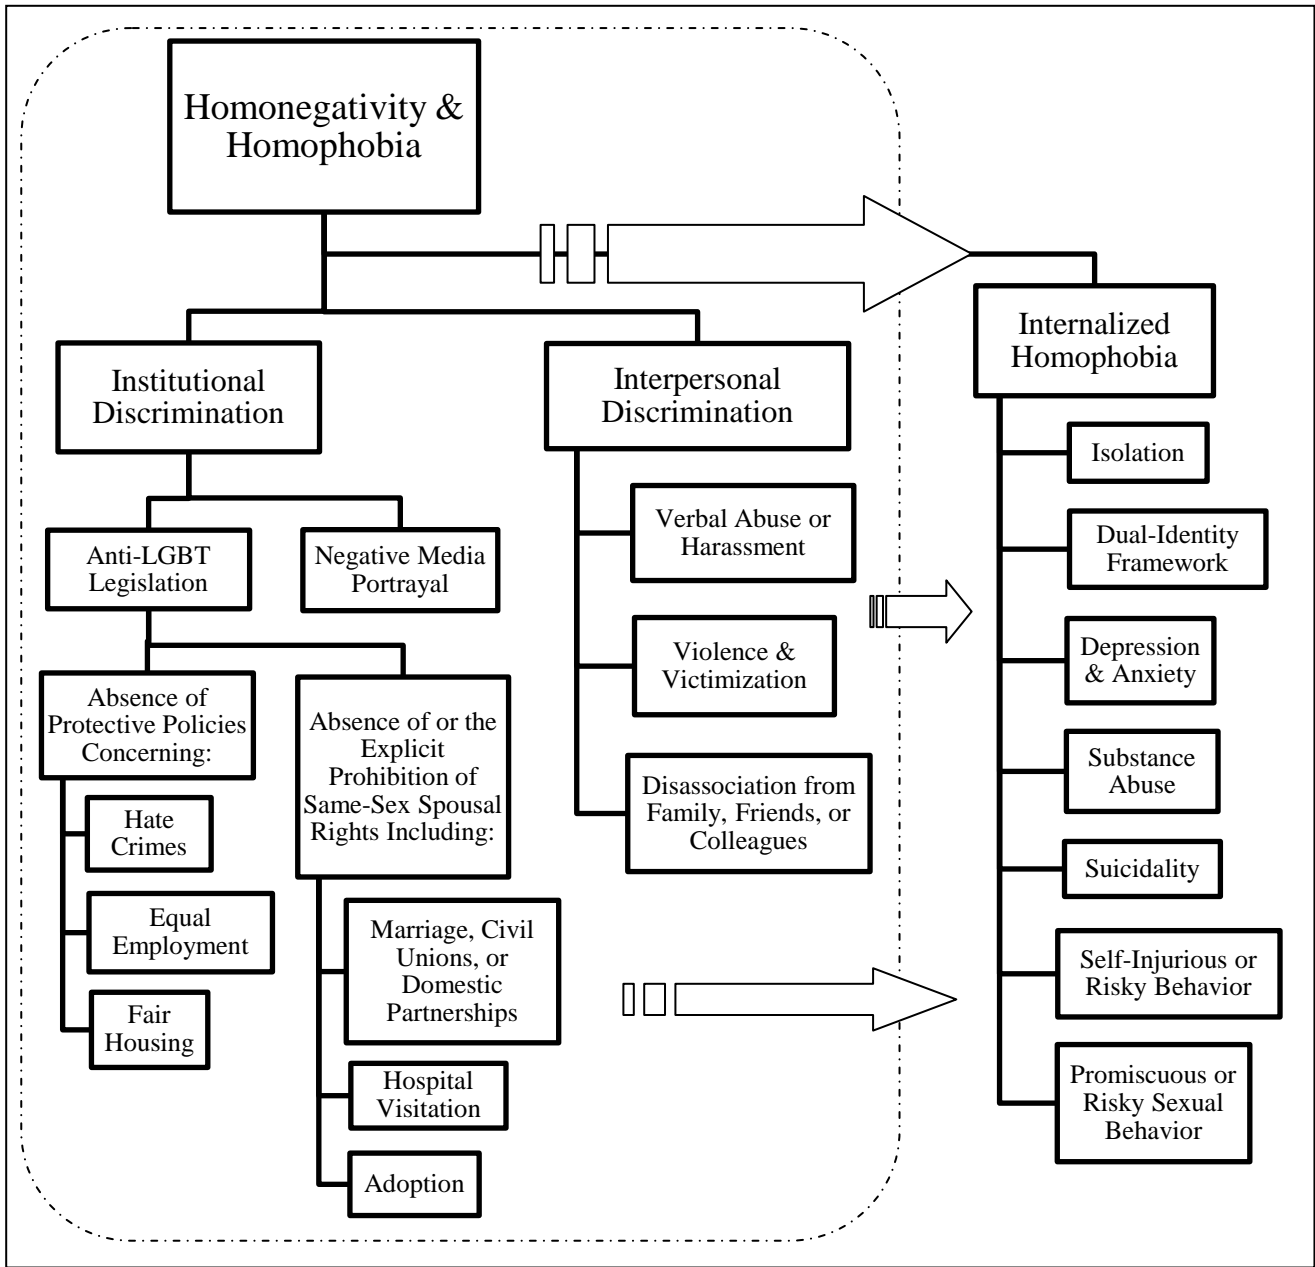 Homonegativity &
Homophobia
Institutional
Discrimination
Interpersonal
Discrimination
Internalized
Homophobia
Anti-LGBT
Legislation
Negative Media
Portrayal
Absence of
Protective Policies
Concerning:
Hate
Crimes
Equal
Employment
Fair
Housing
Absence of or the
Explicit
Prohibition of
Same-Sex Spousal
Rights Including:
Marriage, Civil
Unions, or
Domestic
Partnerships
Hospital
Visitation
Adoption
Verbal Abuse or
Harassment
Violence &
Victimization
Disassociation from
Family, Friends, or
Colleagues
Isolation
Dual-Identity
Framework
Depression
& Anxiety
Substance
Abuse
Suicidality
Self-Injurious or
Risky Behavior
Promiscuous or
Risky Sexual
Behavior